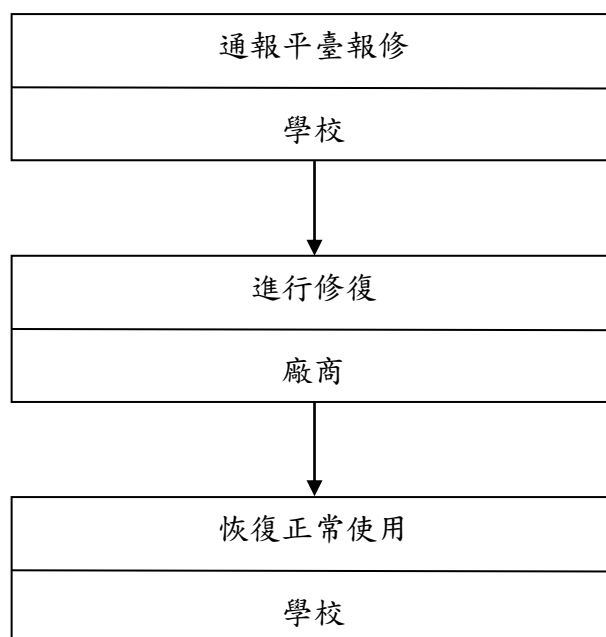 通報平臺報修
學校
進行修復
廠商
恢復正常使用
學校